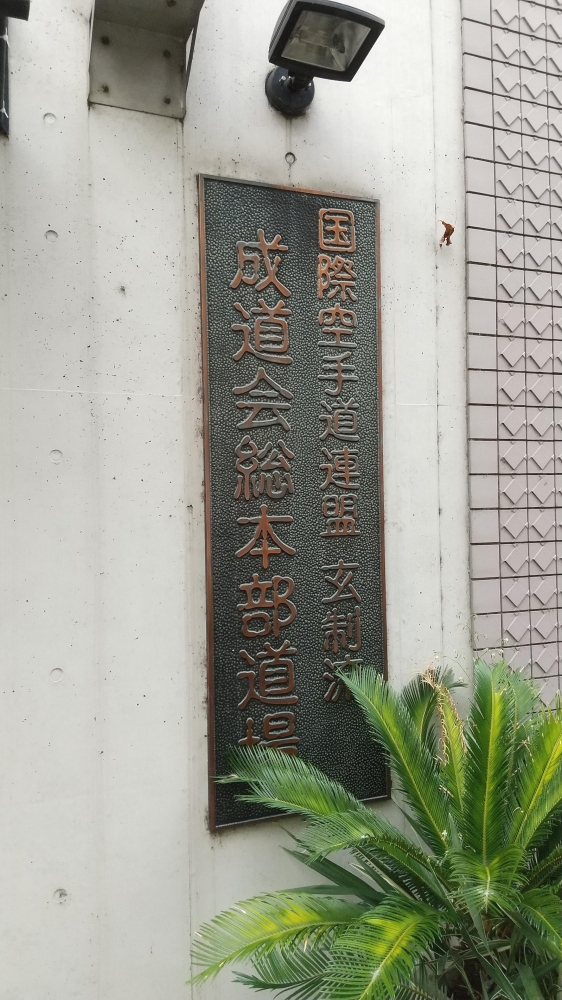 国際空手道連盟 玄制流
成道会総本部道場